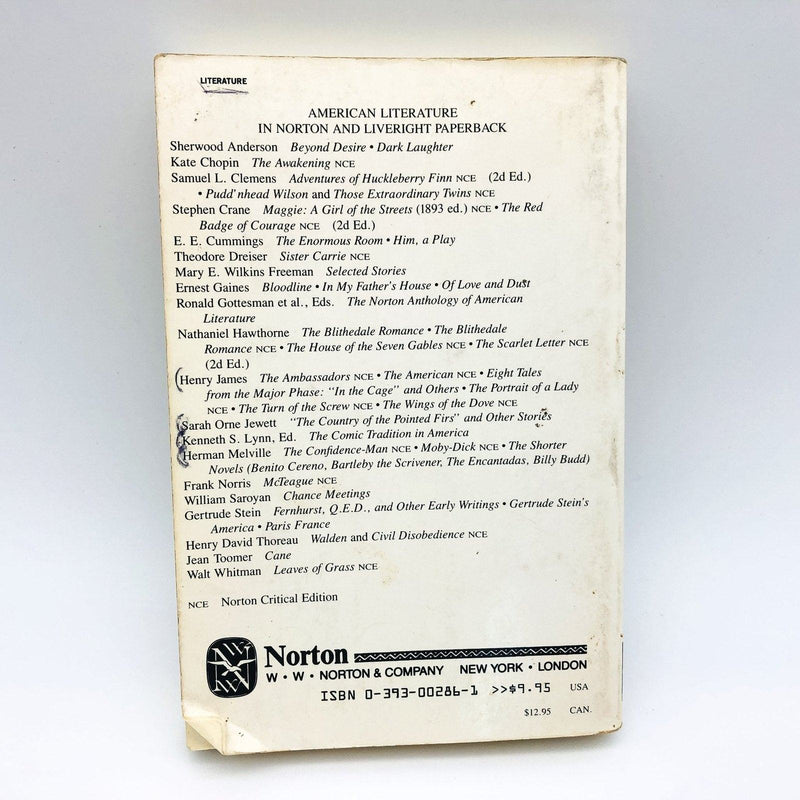 LITERATURE
AMERICAN LITERATURE
IN NORTON AND LIVERIGHT PAPERBACK
Sherwood Anderson Beyond Desire • Dark Laughter
Kate Chopin The Awakening NCE
Samuel L. Clemens Adventures of Huckleberry Finn NCE (2d Ed.)
• Pudd'nhead Wilson and Those Extraordinary Twins NCE
Stephen Crane Maggie: A Girl of the Streets (1893 ed.) NCE • The Red
Badge of Courage NCE (2d Ed.)
E. E. Cummings The Enormous Room • Him, a Play
Theodore Dreiser Sister Carrie NCE
Mary E. Wilkins Freeman Selected Stories
Ernest Gaines Bloodline • In My Father's House • Of Love and Dust
Ronald Gottesman et al., Eds. The Norton Anthology of American
Literature
Nathaniel Hawthorne The Blithedale Romance • The Blithedale
Romance NCE • The House of the Seven Gables NCE • The Scarlet Letter NCE
(2d Ed.)
Henry James The Ambassadors NCE • The American NCE • Eight Tales
from the Major Phase: "In the Cage" and Others • The Portrait of a Lady
NCE • The Turn of the Screw NCE • The Wings of the Dove NCE
Sarah Orne Jewett "The Country of the Pointed Firs" and Other Stories
Kenneth S. Lynn, Ed. The Comic Tradition in America
Herman Melville The Confidence-Man NCE • Moby-Dick NCE • The Shorter
Novels (Benito Cereno, Bartleby the Scrivener, The Encantadas, Billy Budd)
Frank Norris McTeague NCE
William Saroyan Chance Meetings
Gertrude Stein Fernhurst, Q.E.D., and Other Early Writings • Gertrude Stein's
America • Paris France
Henry David Thoreau Walden and Civil Disobedience NCE
Jean Toomer Cane
Walt Whitman Leaves of Grass NCE
NCE Norton Critical Edition
Norton
W • W • NORTON & COMPANY NEW YORK • LONDON
ISBN 0-393-00286-1 >>$9.95 USA
$12.95 CAN.